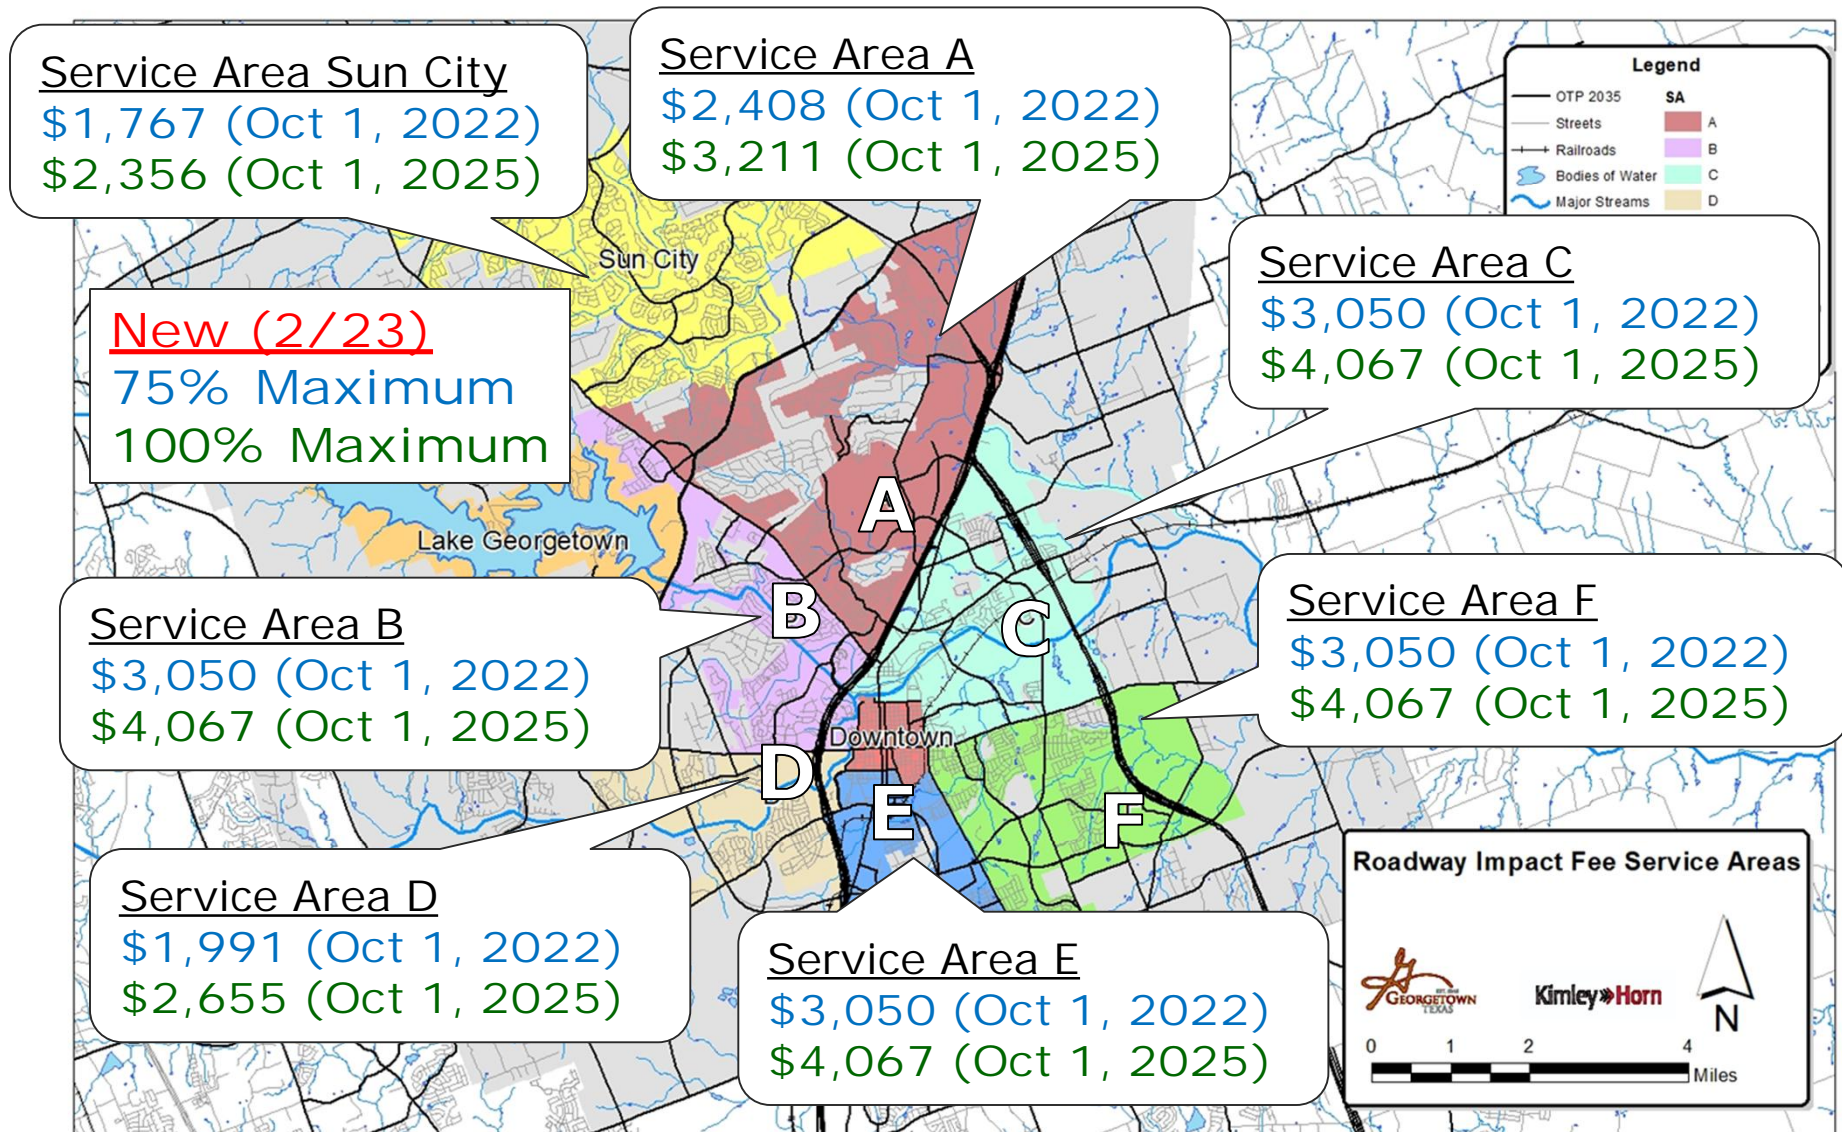 Service Area Sun City
$1,767 (Oct 1, 2022)
$2,356 (Oct 1, 2025)
Service Area A
$2,408 (Oct 1, 2022)
$3,211 (Oct 1, 2025)
Legend
OTP 2035
Streets
Railroads
Bodies of Water
Major Streams
SA
A
B
C
D
Service Area C
$3,050 (Oct 1, 2022)
$4,067 (Oct 1, 2025)
New (2/23)
75% Maximum
100% Maximum
Sun City
Lake Georgetown
A
B
C
Downtown
D
E
F
Service Area B
$3,050 (Oct 1, 2022)
$4,067 (Oct 1, 2025)
Service Area F
$3,050 (Oct 1, 2022)
$4,067 (Oct 1, 2025)
Service Area D
$1,991 (Oct 1, 2022)
$2,655 (Oct 1, 2025)
Service Area E
$3,050 (Oct 1, 2022)
$4,067 (Oct 1, 2025)
Roadway Impact Fee Service Areas
GEORGETOWN
TEXAS
Kimley»Horn
N
0 1 2 4
Miles